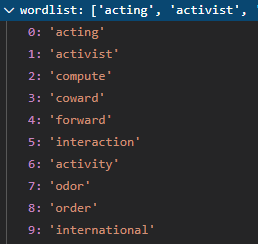 wordlist: ['acting', 'activist', '
0: 'acting'
1: 'activist'
2: 'compute'
3: 'coward'
4: 'forward'
5: 'interaction'
6: 'activity'
7: 'odor'
8: 'order'
9: 'international'